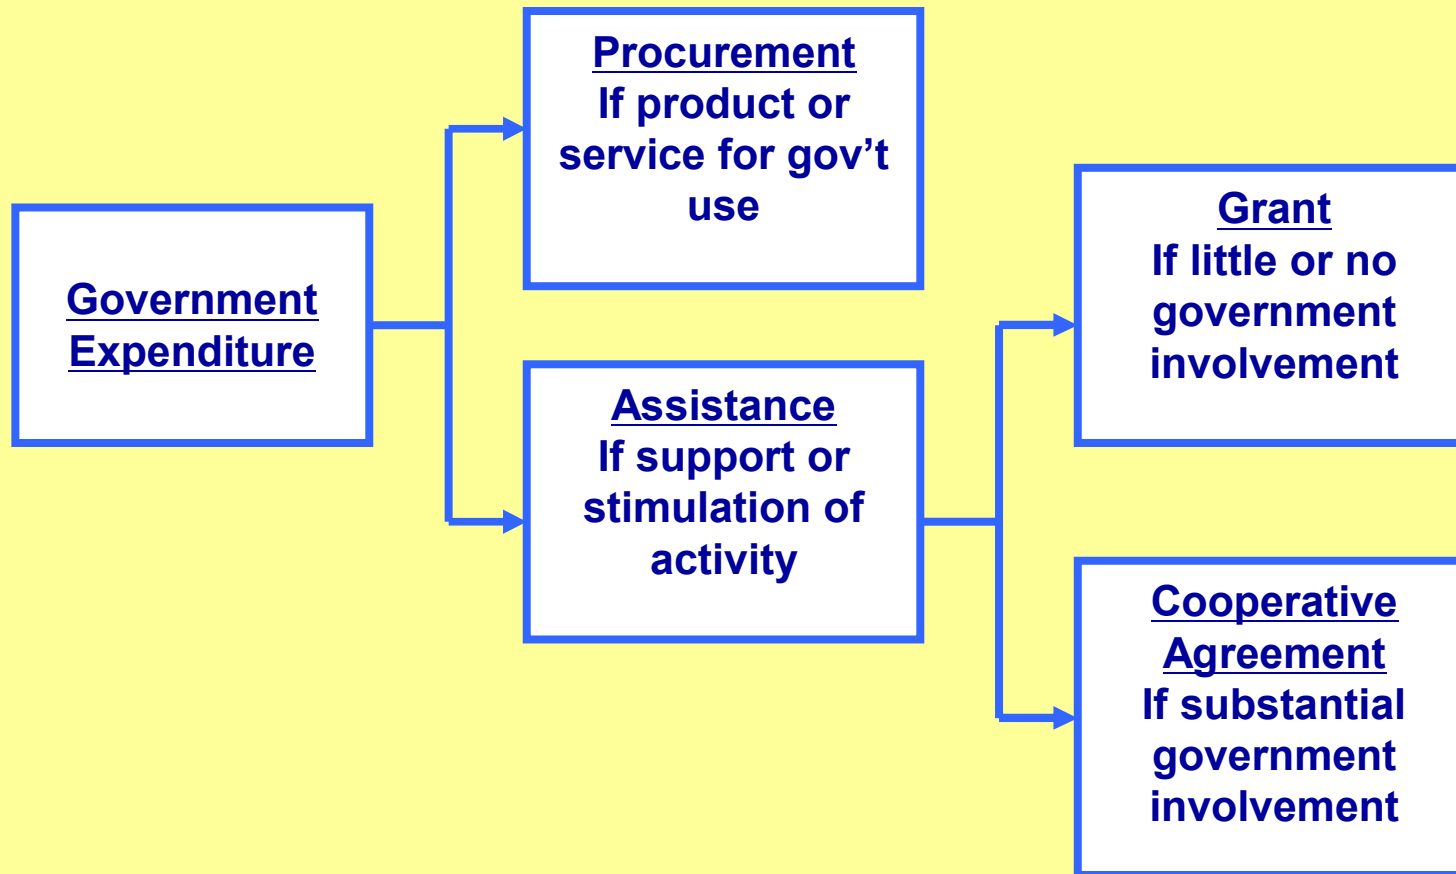 Procurement
If product or
service for gov’t
use
Government
Expenditure
Assistance
If support or
stimulation of
activity
Grant
If little or no
government
involvement
Cooperative
Agreement
If substantial
government
involvement